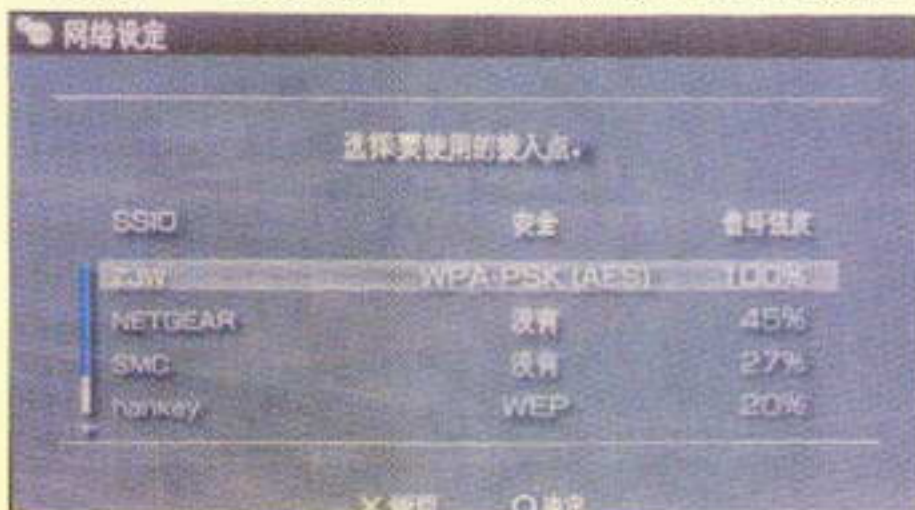 网络设定
选择要使用的接入点。
SSID 安全 信号强度
ZJW WPA-PSK (AES) 100%
NETGEAR 没有 45%
SMC 没有 27%
hankey WEP 20%